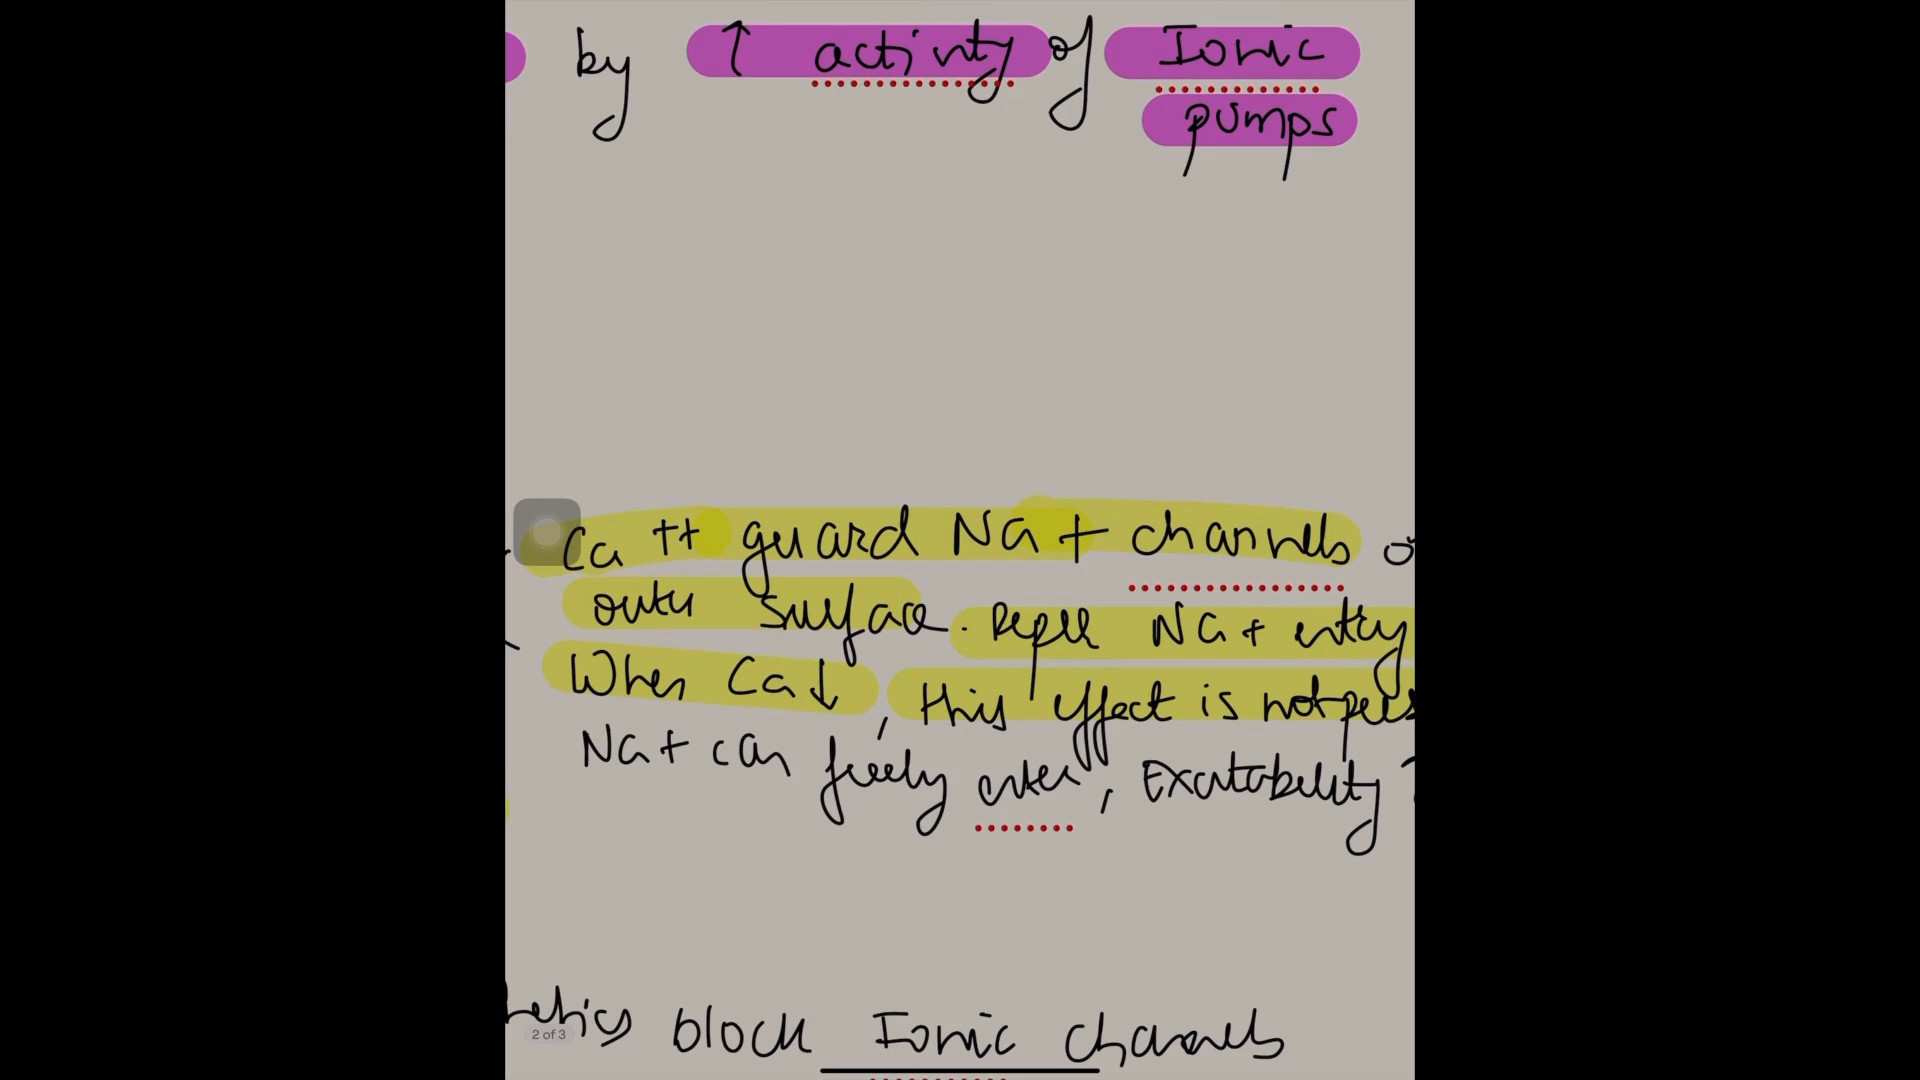 by ↑ activity of Ionic
pumps
Ca ++ guard Na + channels
outer surface. Repel Na+ entry
When Ca↓, this effect is not
Na+ can freely enter, Excitability
block Ionic channels
2 of 3